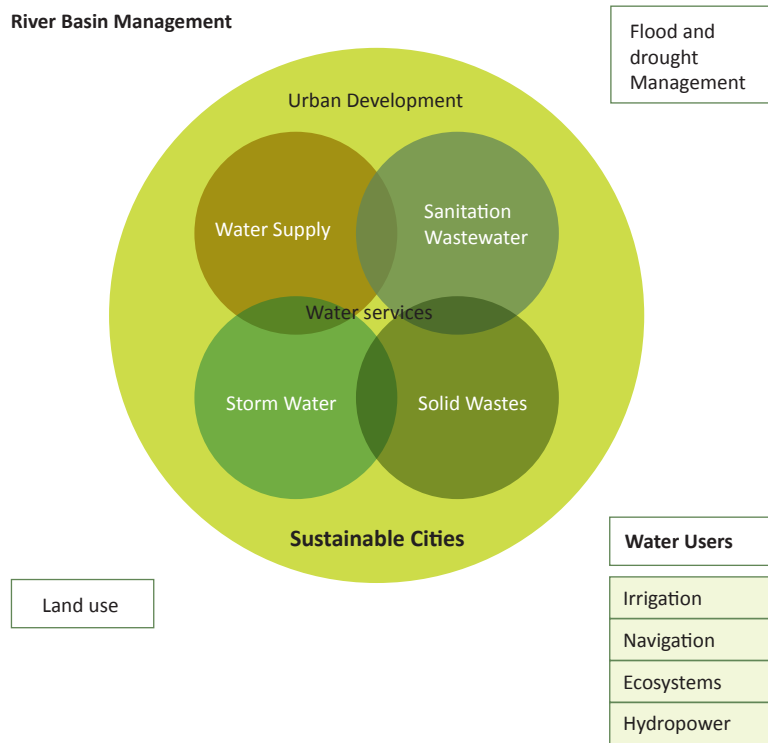 River Basin Management
Flood and
drought
Management
Urban Development
Water Supply
Sanitation
Wastewater
Water services
Storm Water
Solid Wastes
Sustainable Cities
Water Users
Land use
Irrigation
Navigation
Ecosystems
Hydropower